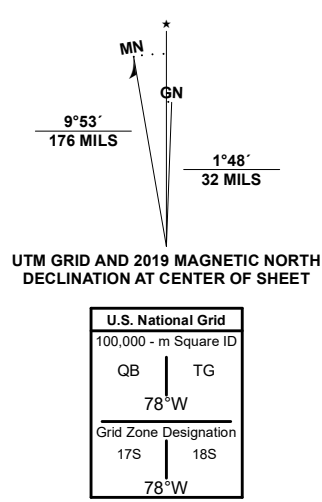 ★
MN
GN
9°53´
176 MILS
1°48´
32 MILS
UTM GRID AND 2019 MAGNETIC NORTH
DECLINATION AT CENTER OF SHEET
U.S. National Grid
100,000 - m Square ID
QB TG
78°W
Grid Zone Designation
17S 18S
78°W